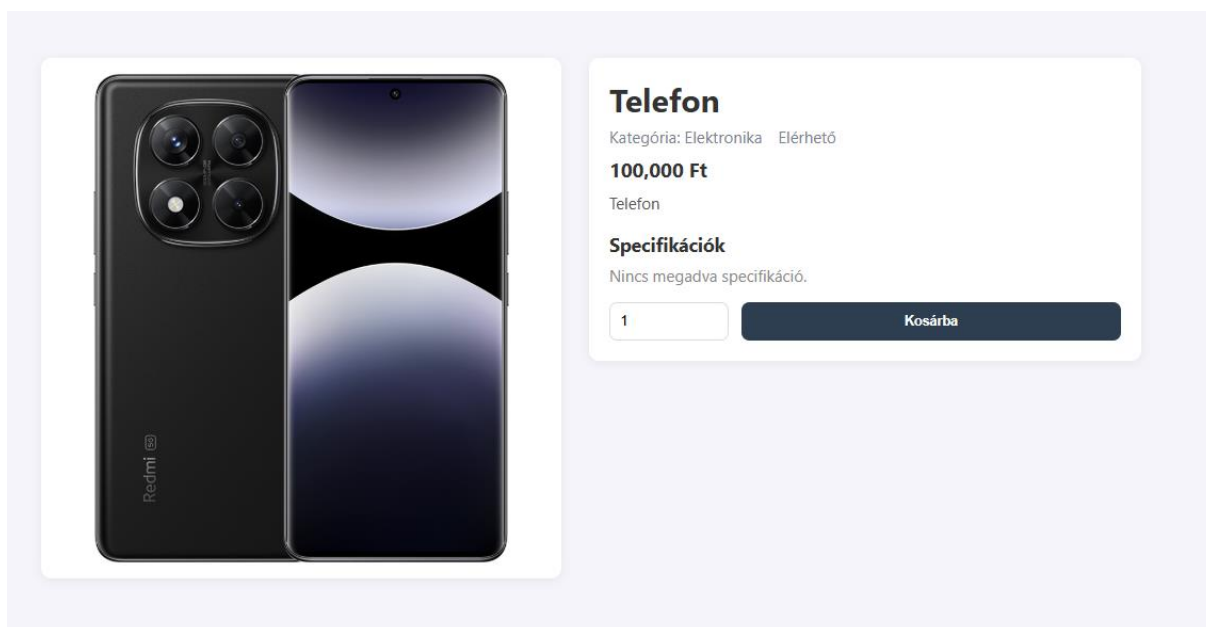 Telefon
Kategória: Elektronika Elérhető
100,000 Ft
Telefon
Specifikációk
Nincs megadva specifikáció.
1 Kosárba
Redmi 5G